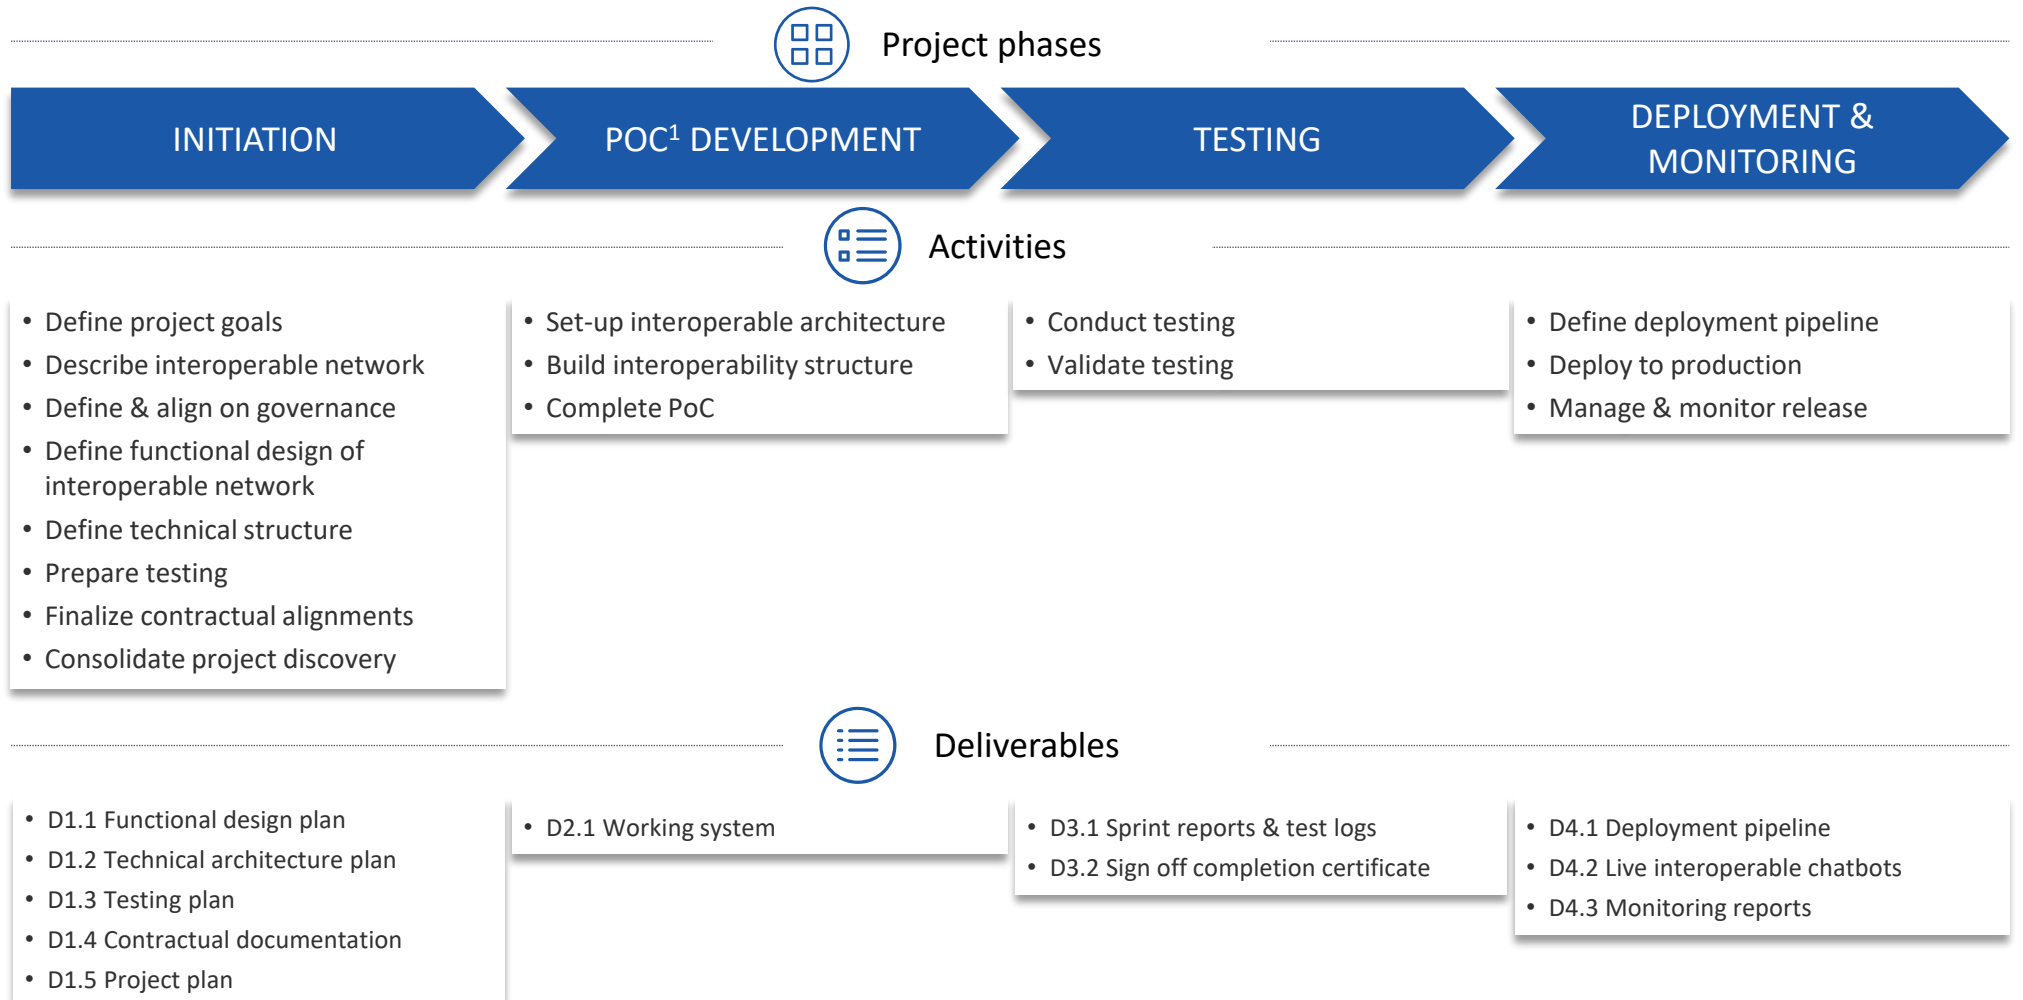 Project phases
INITIATION
POC¹ DEVELOPMENT
TESTING
DEPLOYMENT &
MONITORING
Activities
• Define project goals
• Describe interoperable network
• Define & align on governance
• Define functional design of
interoperable network
• Define technical structure
• Prepare testing
• Finalize contractual alignments
• Consolidate project discovery
• Set-up interoperable architecture
• Build interoperability structure
• Complete PoC
• Conduct testing
• Validate testing
• Define deployment pipeline
• Deploy to production
• Manage & monitor release
Deliverables
• D1.1 Functional design plan
• D1.2 Technical architecture plan
• D1.3 Testing plan
• D1.4 Contractual documentation
• D1.5 Project plan
• D2.1 Working system
• D3.1 Sprint reports & test logs
• D3.2 Sign off completion certificate
• D4.1 Deployment pipeline
• D4.2 Live interoperable chatbots
• D4.3 Monitoring reports